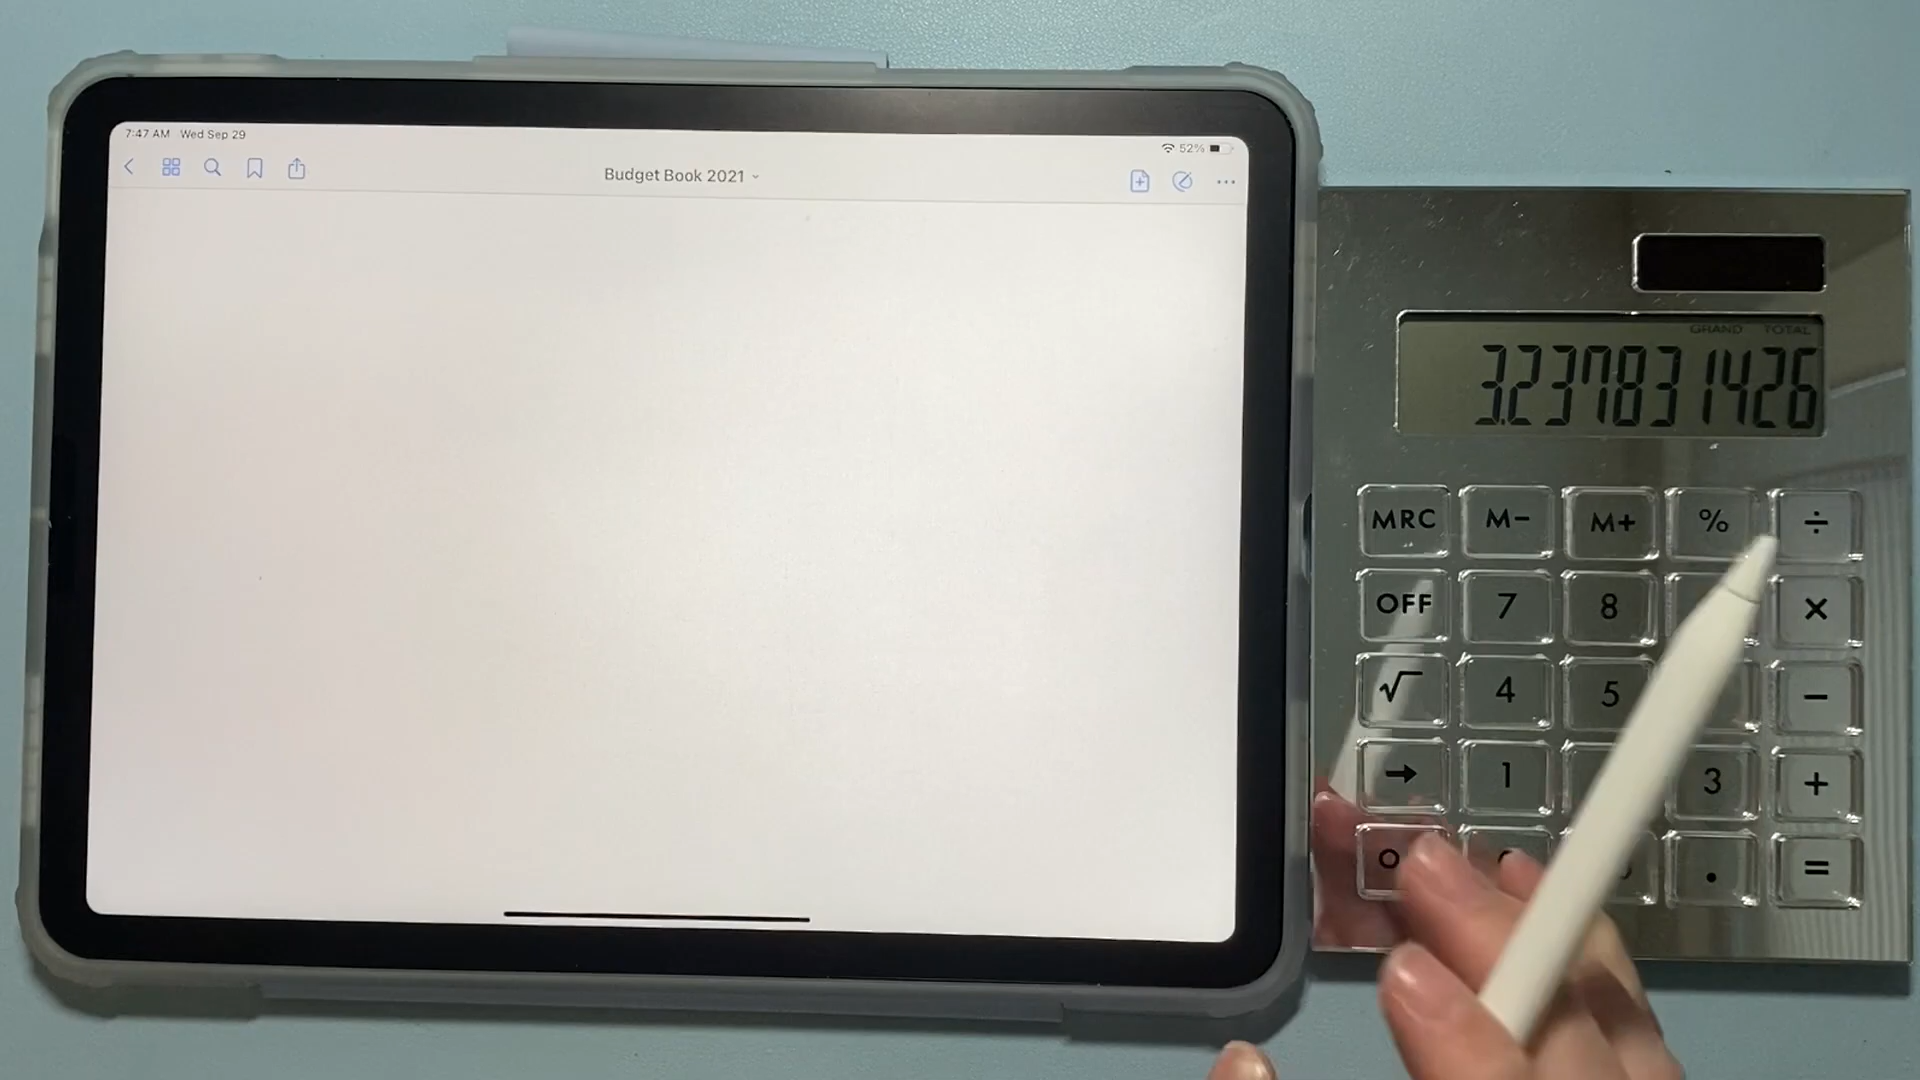 7:47 AM Wed Sep 29
52%
Budget Book 2021
GRAND TOTAL
3.237831426
MRC M- M+ % ÷
OFF 7 8 ×
√ 4 5 −
→ 1 3 +
. =